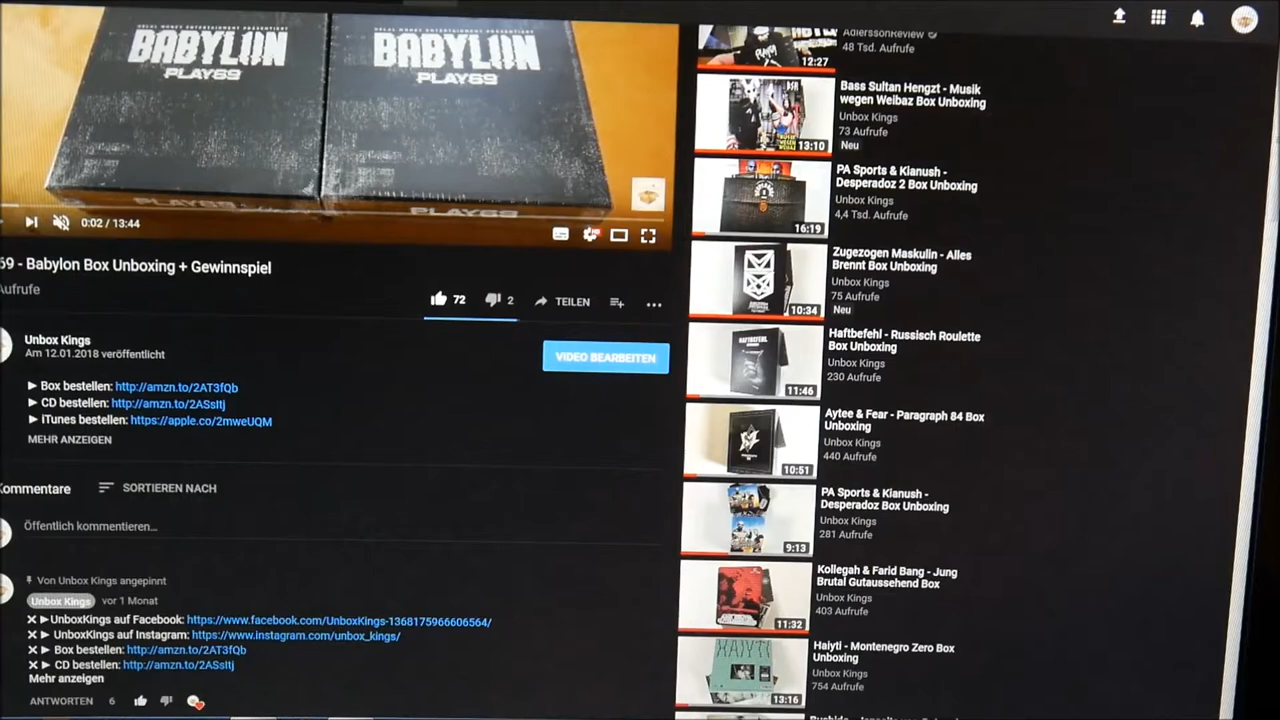 HALAL MONEY ENTERTAINMENT PRÄSENTIERT
BABYLON
PLAY69
BABYLON
PLAY69
PLAY69
0:02 / 13:44
HD
69 - Babylon Box Unboxing + Gewinnspiel
Aufrufe
72
2
TEILEN
Unbox Kings
Am 12.01.2018 veröffentlicht
VIDEO BEARBEITEN
► Box bestellen: http://amzn.to/2AT3fQb
► CD bestellen: http://amzn.to/2ASsItj
► iTunes bestellen: https://apple.co/2mweUQM
MEHR ANZEIGEN
Kommentare
SORTIEREN NACH
Öffentlich kommentieren...
Von Unbox Kings angepinnt
Unbox Kings vor 1 Monat
❌ ► UnboxKings auf Facebook: https://www.facebook.com/UnboxKings-1368175966606564/
❌ ► UnboxKings auf Instagram: https://www.instagram.com/unbox_kings/
❌ ► Box bestellen: http://amzn.to/2AT3fQb
❌ ► CD bestellen: http://amzn.to/2ASsItj
Mehr anzeigen
ANTWORTEN 6
AdlerssonReview
48 Tsd. Aufrufe
12:27
Bass Sultan Hengzt - Musik
wegen Weibaz Box Unboxing
Unbox Kings
73 Aufrufe
Neu
13:10
PA Sports & Kianush -
Desperadoz 2 Box Unboxing
Unbox Kings
4,4 Tsd. Aufrufe
16:19
Zugezogen Maskulin - Alles
Brennt Box Unboxing
Unbox Kings
75 Aufrufe
Neu
10:34
Haftbefehl - Russisch Roulette
Box Unboxing
Unbox Kings
230 Aufrufe
HAFTBEFEHL
11:46
Aytee & Fear - Paragraph 84 Box
Unboxing
Unbox Kings
440 Aufrufe
10:51
PA Sports & Kianush -
Desperadoz Box Unboxing
Unbox Kings
281 Aufrufe
9:13
Kollegah & Farid Bang - Jung
Brutal Gutaussehend Box
Unbox Kings
403 Aufrufe
11:32
Haiyti - Montenegro Zero Box
Unboxing
Unbox Kings
754 Aufrufe
HAIYTI
13:16